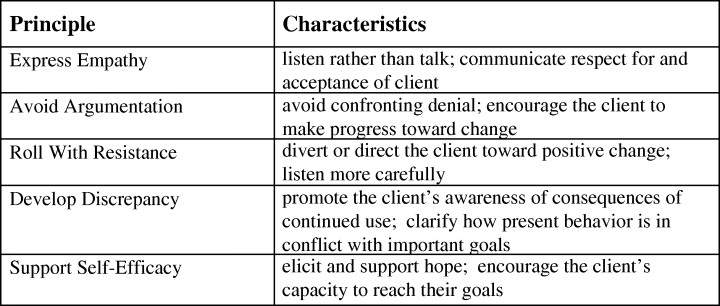 Principle Characteristics
Express Empathy listen rather than talk; communicate respect for and
acceptance of client
Avoid Argumentation avoid confronting denial; encourage the client to
make progress toward change
Roll With Resistance divert or direct the client toward positive change;
listen more carefully
Develop Discrepancy promote the client's awareness of consequences of
continued use; clarify how present behavior is in
conflict with important goals
Support Self-Efficacy elicit and support hope; encourage the client's
capacity to reach their goals